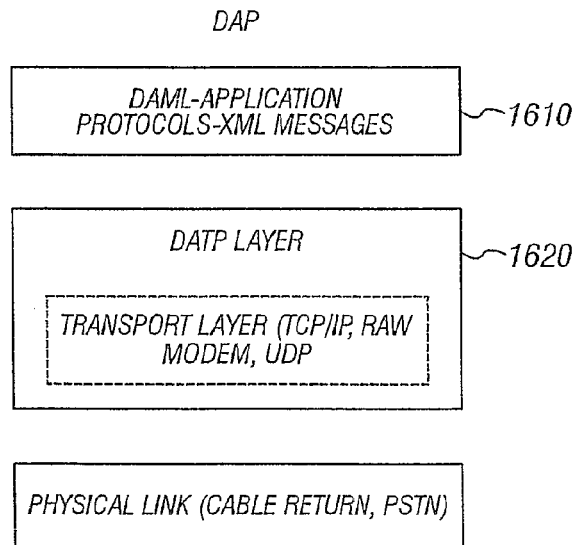 DAP
DAML-APPLICATION
PROTOCOLS-XML MESSAGES
1610
DATP LAYER
1620
TRANSPORT LAYER (TCP/IP, RAW
MODEM, UDP
PHYSICAL LINK (CABLE RETURN, PSTN)